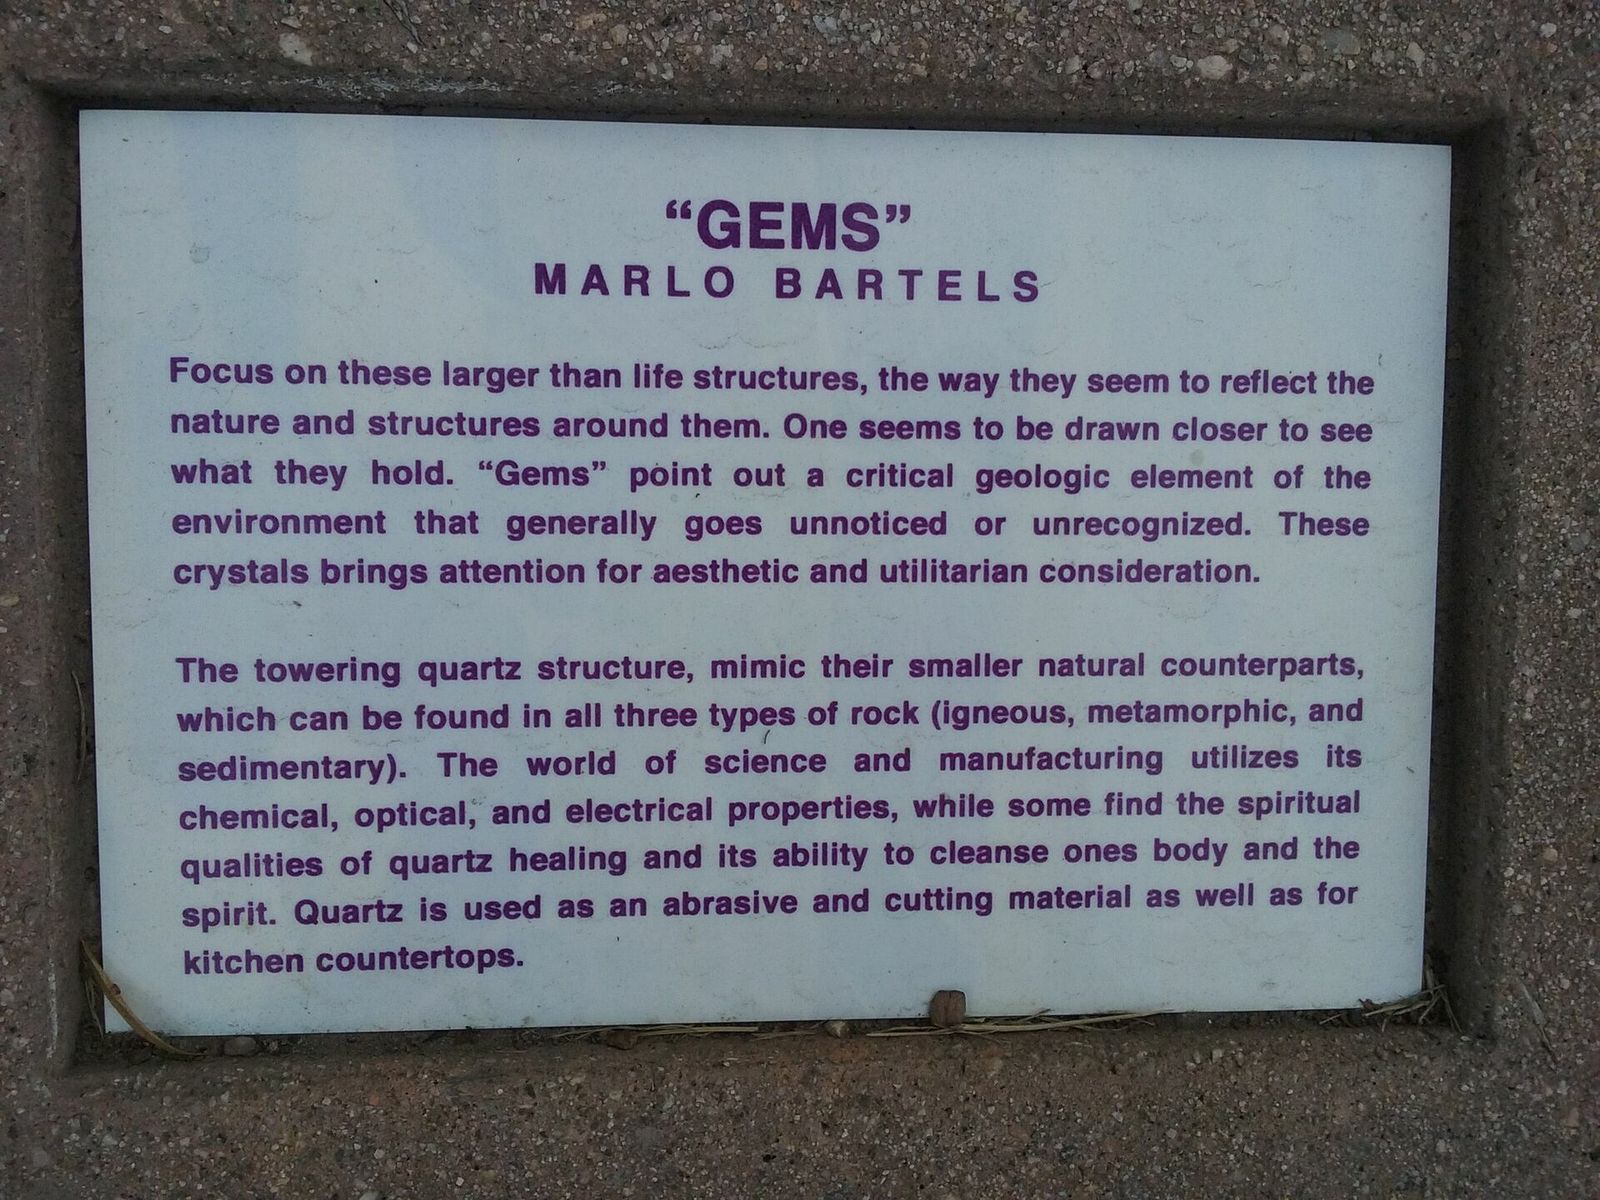 “GEMS”
MARLO BARTELS
Focus on these larger than life structures, the way they seem to reflect the
nature and structures around them. One seems to be drawn closer to see
what they hold. “Gems” point out a critical geologic element of the
environment that generally goes unnoticed or unrecognized. These
crystals brings attention for aesthetic and utilitarian consideration.
The towering quartz structure, mimic their smaller natural counterparts,
which can be found in all three types of rock (igneous, metamorphic, and
sedimentary). The world of science and manufacturing utilizes its
chemical, optical, and electrical properties, while some find the spiritual
qualities of quartz healing and its ability to cleanse ones body and the
spirit. Quartz is used as an abrasive and cutting material as well as for
kitchen countertops.